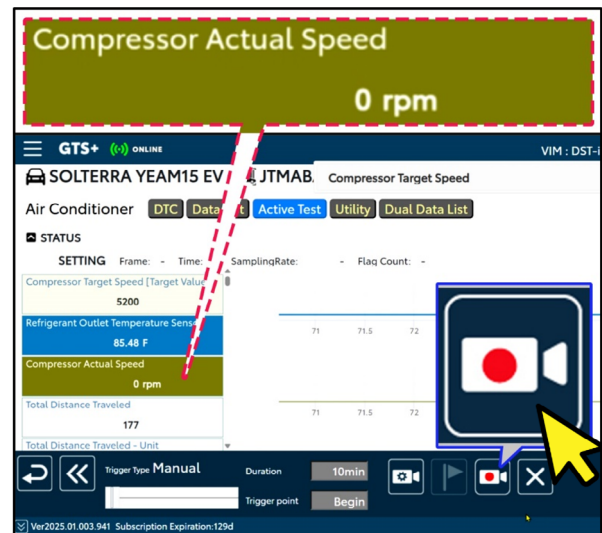 Compressor Actual Speed
0 rpm
GTS+ ONLINE
VIM : DST-i
SOLTERRA YEAM15 EV JTMAB
Compressor Target Speed
Air Conditioner DTC Active Test Utility Dual Data List
STATUS
SETTING Frame: - Time: SamplingRate: - Flag Count: -
Compressor Target Speed [Target Value
5200
Refrigerant Outlet Temperature
85.48 F
71 71.5 72
Compressor Actual Speed
0 rpm
Total Distance Traveled
177
71 71.5 72
Total Distance Traveled - Unit
Trigger Type Manual
Duration 10min
Trigger point Begin
Ver2025.01.003.941 Subscription Expiration:129d